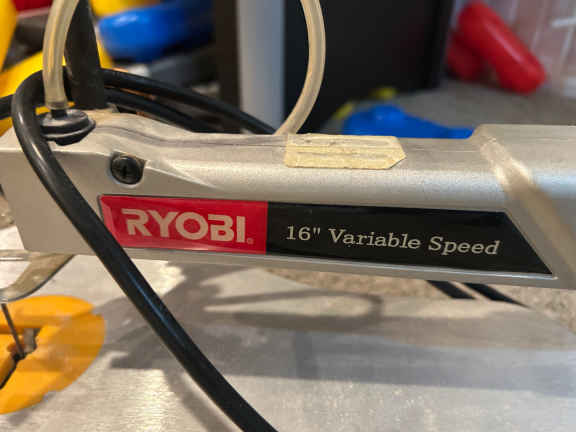 RYOBI®
16" Variable Speed